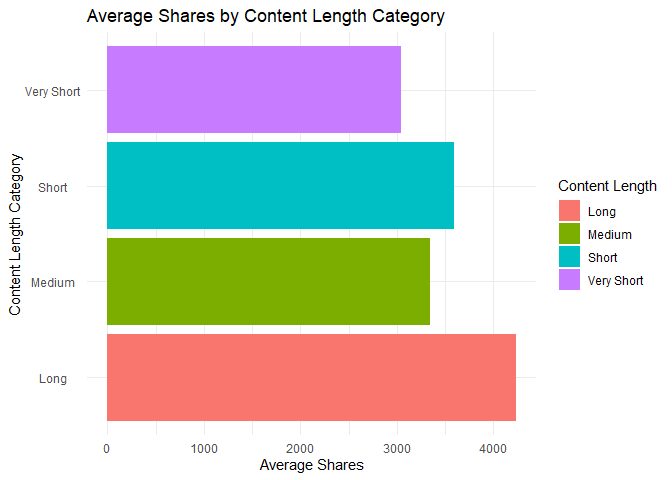 Average Shares by Content Length Category
Content Length Category
Very Short
Short
Medium
Long
0 1000 2000 3000 4000
Average Shares
Content Length
Long
Medium
Short
Very Short